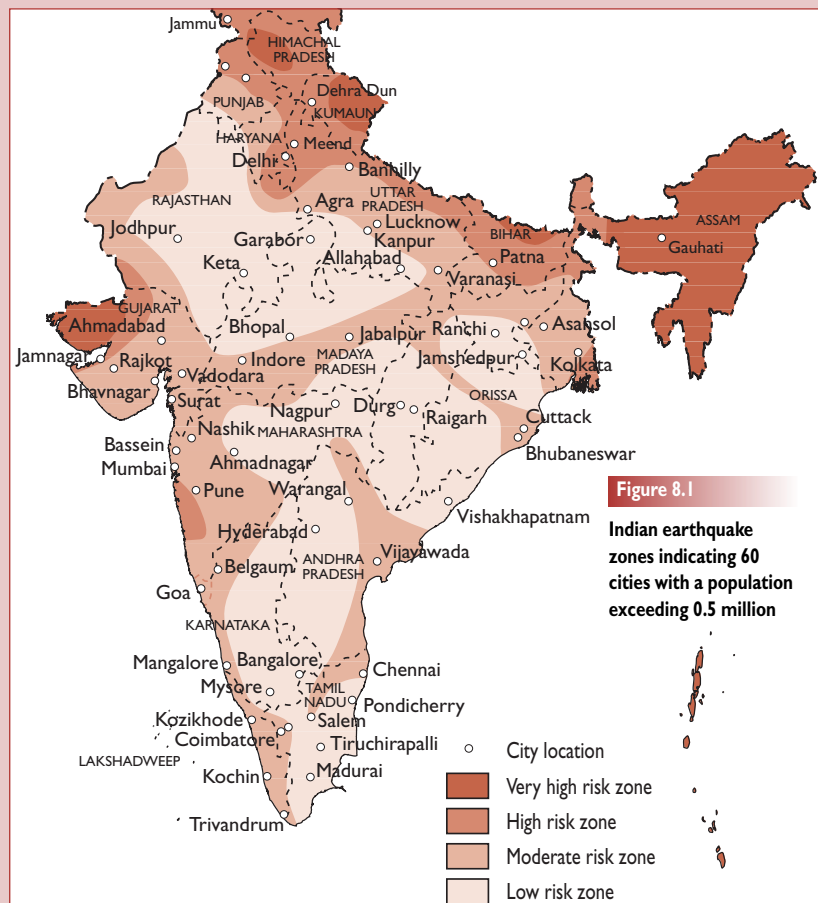 Jammu
HIMACHAL
PRADESH
Dehra Dun
KUMAUN
PUNJAB
HARYANA
Meend
Delhi
Banhilly
RAJASTHAN
UTTAR
PRADESH
Agra
Lucknow
Jodhpur
Garabor
Kanpur
BIHAR
ASSAM
Gauhati
Keta
Allahabad
Patna
Varanasi
GUJARAT
Ahmadabad
Bhopal
Jabalpur
Ranchi
Asahsol
Jamnagar
Rajkot
Indore
MADAYA
PRADESH
Jamshedpur
Kolkata
Vadodara
Bhavnagar
ORISSA
Surat
Nagpur
Durg
Raigarh
Cuttack
Nashik
MAHARASHTRA
Bhubaneswar
Bassein
Mumbai
Ahmadnagar
Pune
Warangal
Vishakhapatnam
Hyderabad
Vijayawada
Belgaum
ANDHRA
PRADESH
Goa
KARNATAKA
Mangalore
Bangalore
Chennai
Mysore
TAMIL
NADU
Pondicherry
Kozikhode
Salem
Coimbatore
Tiruchirapalli
LAKSHADWEEP
Kochin
Madurai
Trivandrum
Figure 8.1
Indian earthquake
zones indicating 60
cities with a population
exceeding 0.5 million
City location
Very high risk zone
High risk zone
Moderate risk zone
Low risk zone